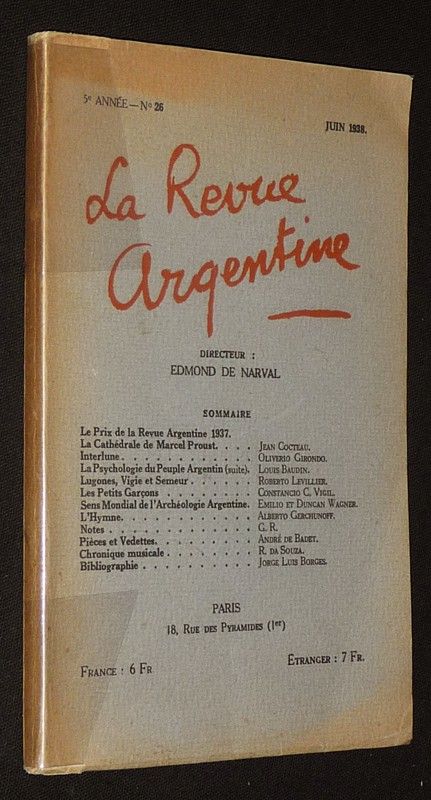 5e ANNÉE — No 26
JUIN 1938.
La Revue
Argentine
DIRECTEUR :
EDMOND DE NARVAL
SOMMAIRE
Le Prix de la Revue Argentine 1937.
La Cathédrale de Marcel Proust. . . . . JEAN COCTEAU.
Interlune. . . . . . . . . . . . . OLIVERIO GIRONDO.
La Psychologie du Peuple Argentin (suite). LOUIS BAUDIN.
Lugones, Vigie et Semeur . . . . . . . ROBERTO LEVILLIER.
Les Petits Garçons . . . . . . . . CONSTANCIO C. VIGIL.
Sens Mondial de l'Archéologie Argentine. EMILIO ET DUNCAN WAGNER.
L'Hymne. . . . . . . . . . . . . ALBERTO GERCHUNOFF.
Notes . . . . . . . . . . . . . . G. R.
Pièces et Vedettes. . . . . . . . . . ANDRÉ DE BADET.
Chronique musicale . . . . . . . . . R. DA SOUZA.
Bibliographie . . . . . . . . . . . JORGE LUIS BORGES.
PARIS
18, RUE DES PYRAMIDES (Ier)
FRANCE : 6 FR
ETRANGER : 7 FR.